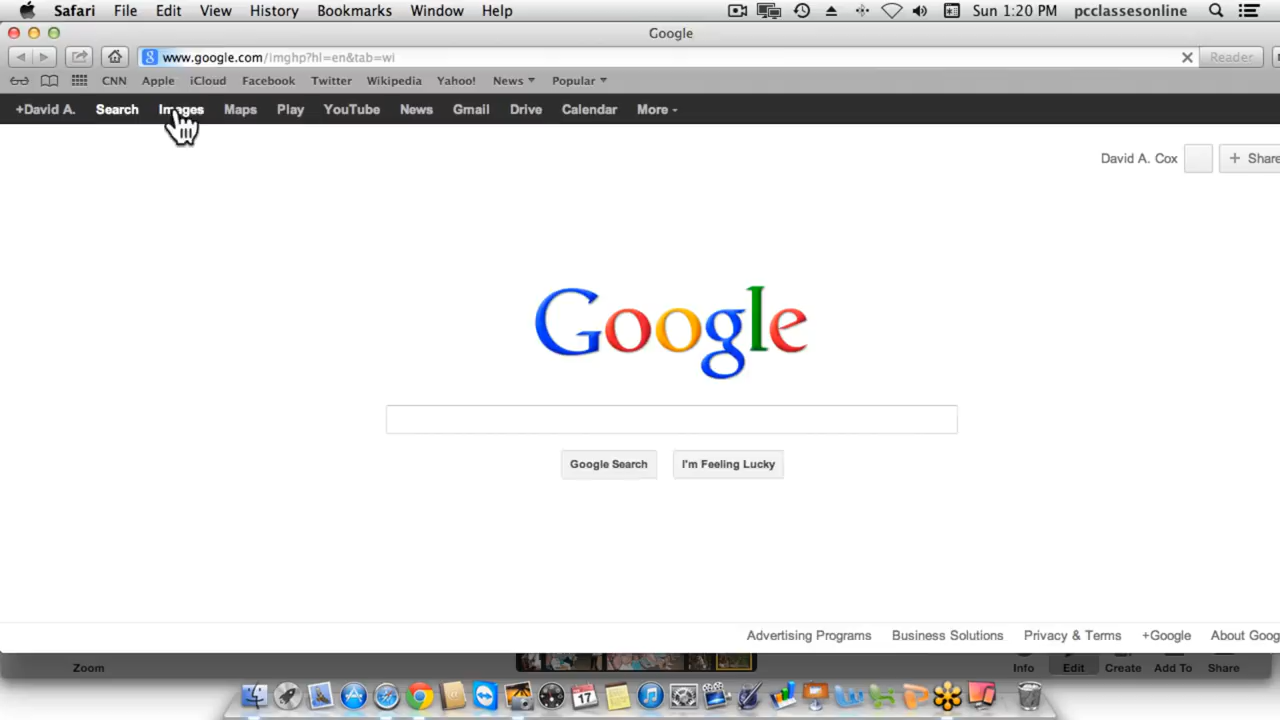 Safari File Edit View History Bookmarks Window Help Sun 1:20 PM pcclassesonline
Google
www.google.com/imghp?hl=en&tab=wi Reader
CNN Apple iCloud Facebook Twitter Wikipedia Yahoo! News Popular
+David A. Search Images Maps Play YouTube News Gmail Drive Calendar More
David A. Cox + Share
Google
Google Search I'm Feeling Lucky
Advertising Programs Business Solutions Privacy & Terms +Google About Goog
Zoom Info Edit Create Add To Share
17